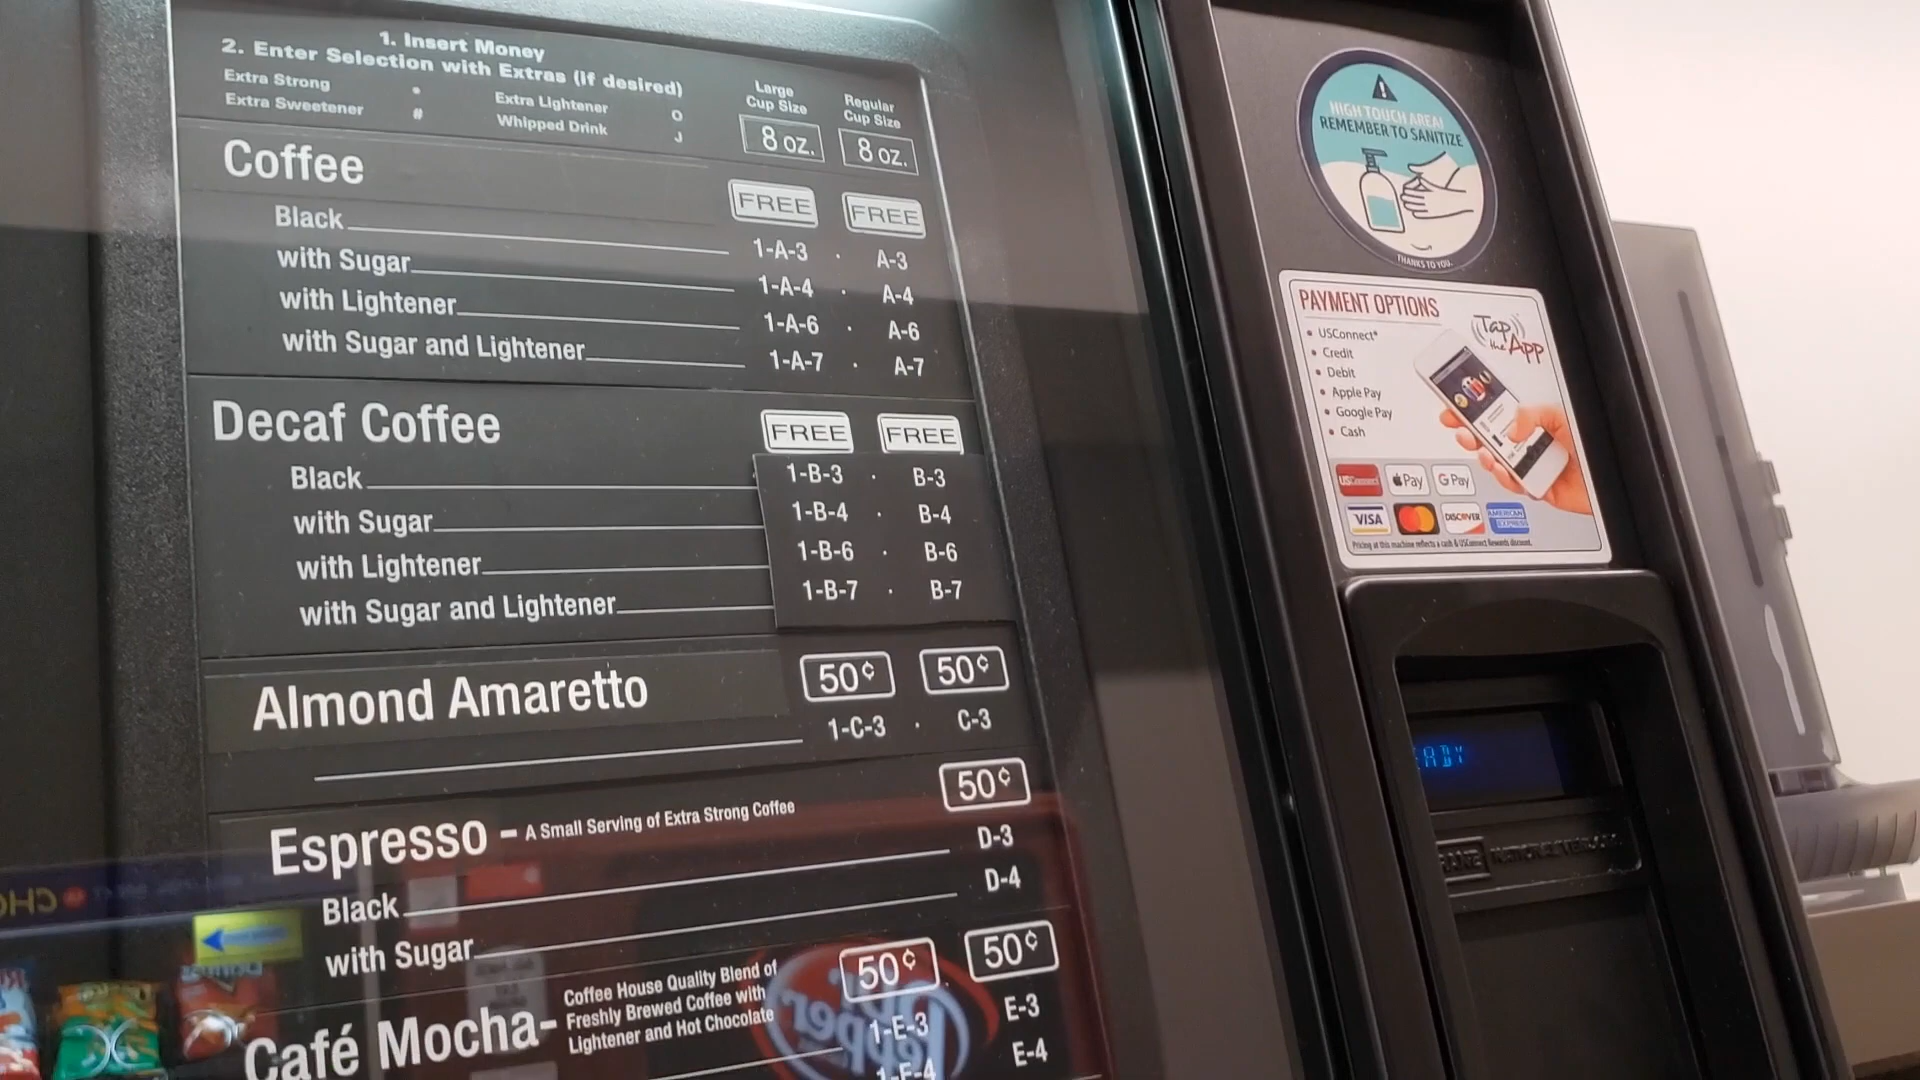 1. Insert Money
2. Enter Selection with Extras (if desired)
Extra Strong *
Extra Sweetener #
Extra Lightener O
Whipped Drink J
Large
Cup Size
8 oz.
Regular
Cup Size
8 oz.
Coffee FREE FREE
Black 1-A-3 · A-3
with Sugar 1-A-4 · A-4
with Lightener 1-A-6 · A-6
with Sugar and Lightener 1-A-7 · A-7
Decaf Coffee FREE FREE
Black 1-B-3 · B-3
with Sugar 1-B-4 · B-4
with Lightener 1-B-6 · B-6
with Sugar and Lightener 1-B-7 · B-7
Almond Amaretto 50¢ 50¢
1-C-3 · C-3
Espresso - A Small Serving of Extra Strong Coffee 50¢
Black D-3
with Sugar D-4
Café Mocha- Coffee House Quality Blend of
Freshly Brewed Coffee with
Lightener and Hot Chocolate
50¢ 50¢
1-E-3 E-3
1-E-4 E-4
HIGH TOUCH AREA!
REMEMBER TO SANITIZE
THANKS TO YOU.
PAYMENT OPTIONS
• USConnect*
• Credit
• Debit
• Apple Pay
• Google Pay
• Cash
Tap
the App
USConnect Pay G Pay
VISA DISCOVER AMERICAN EXPRESS
Pricing at this machine reflects a cash & USConnect Rewards discount.
ADY